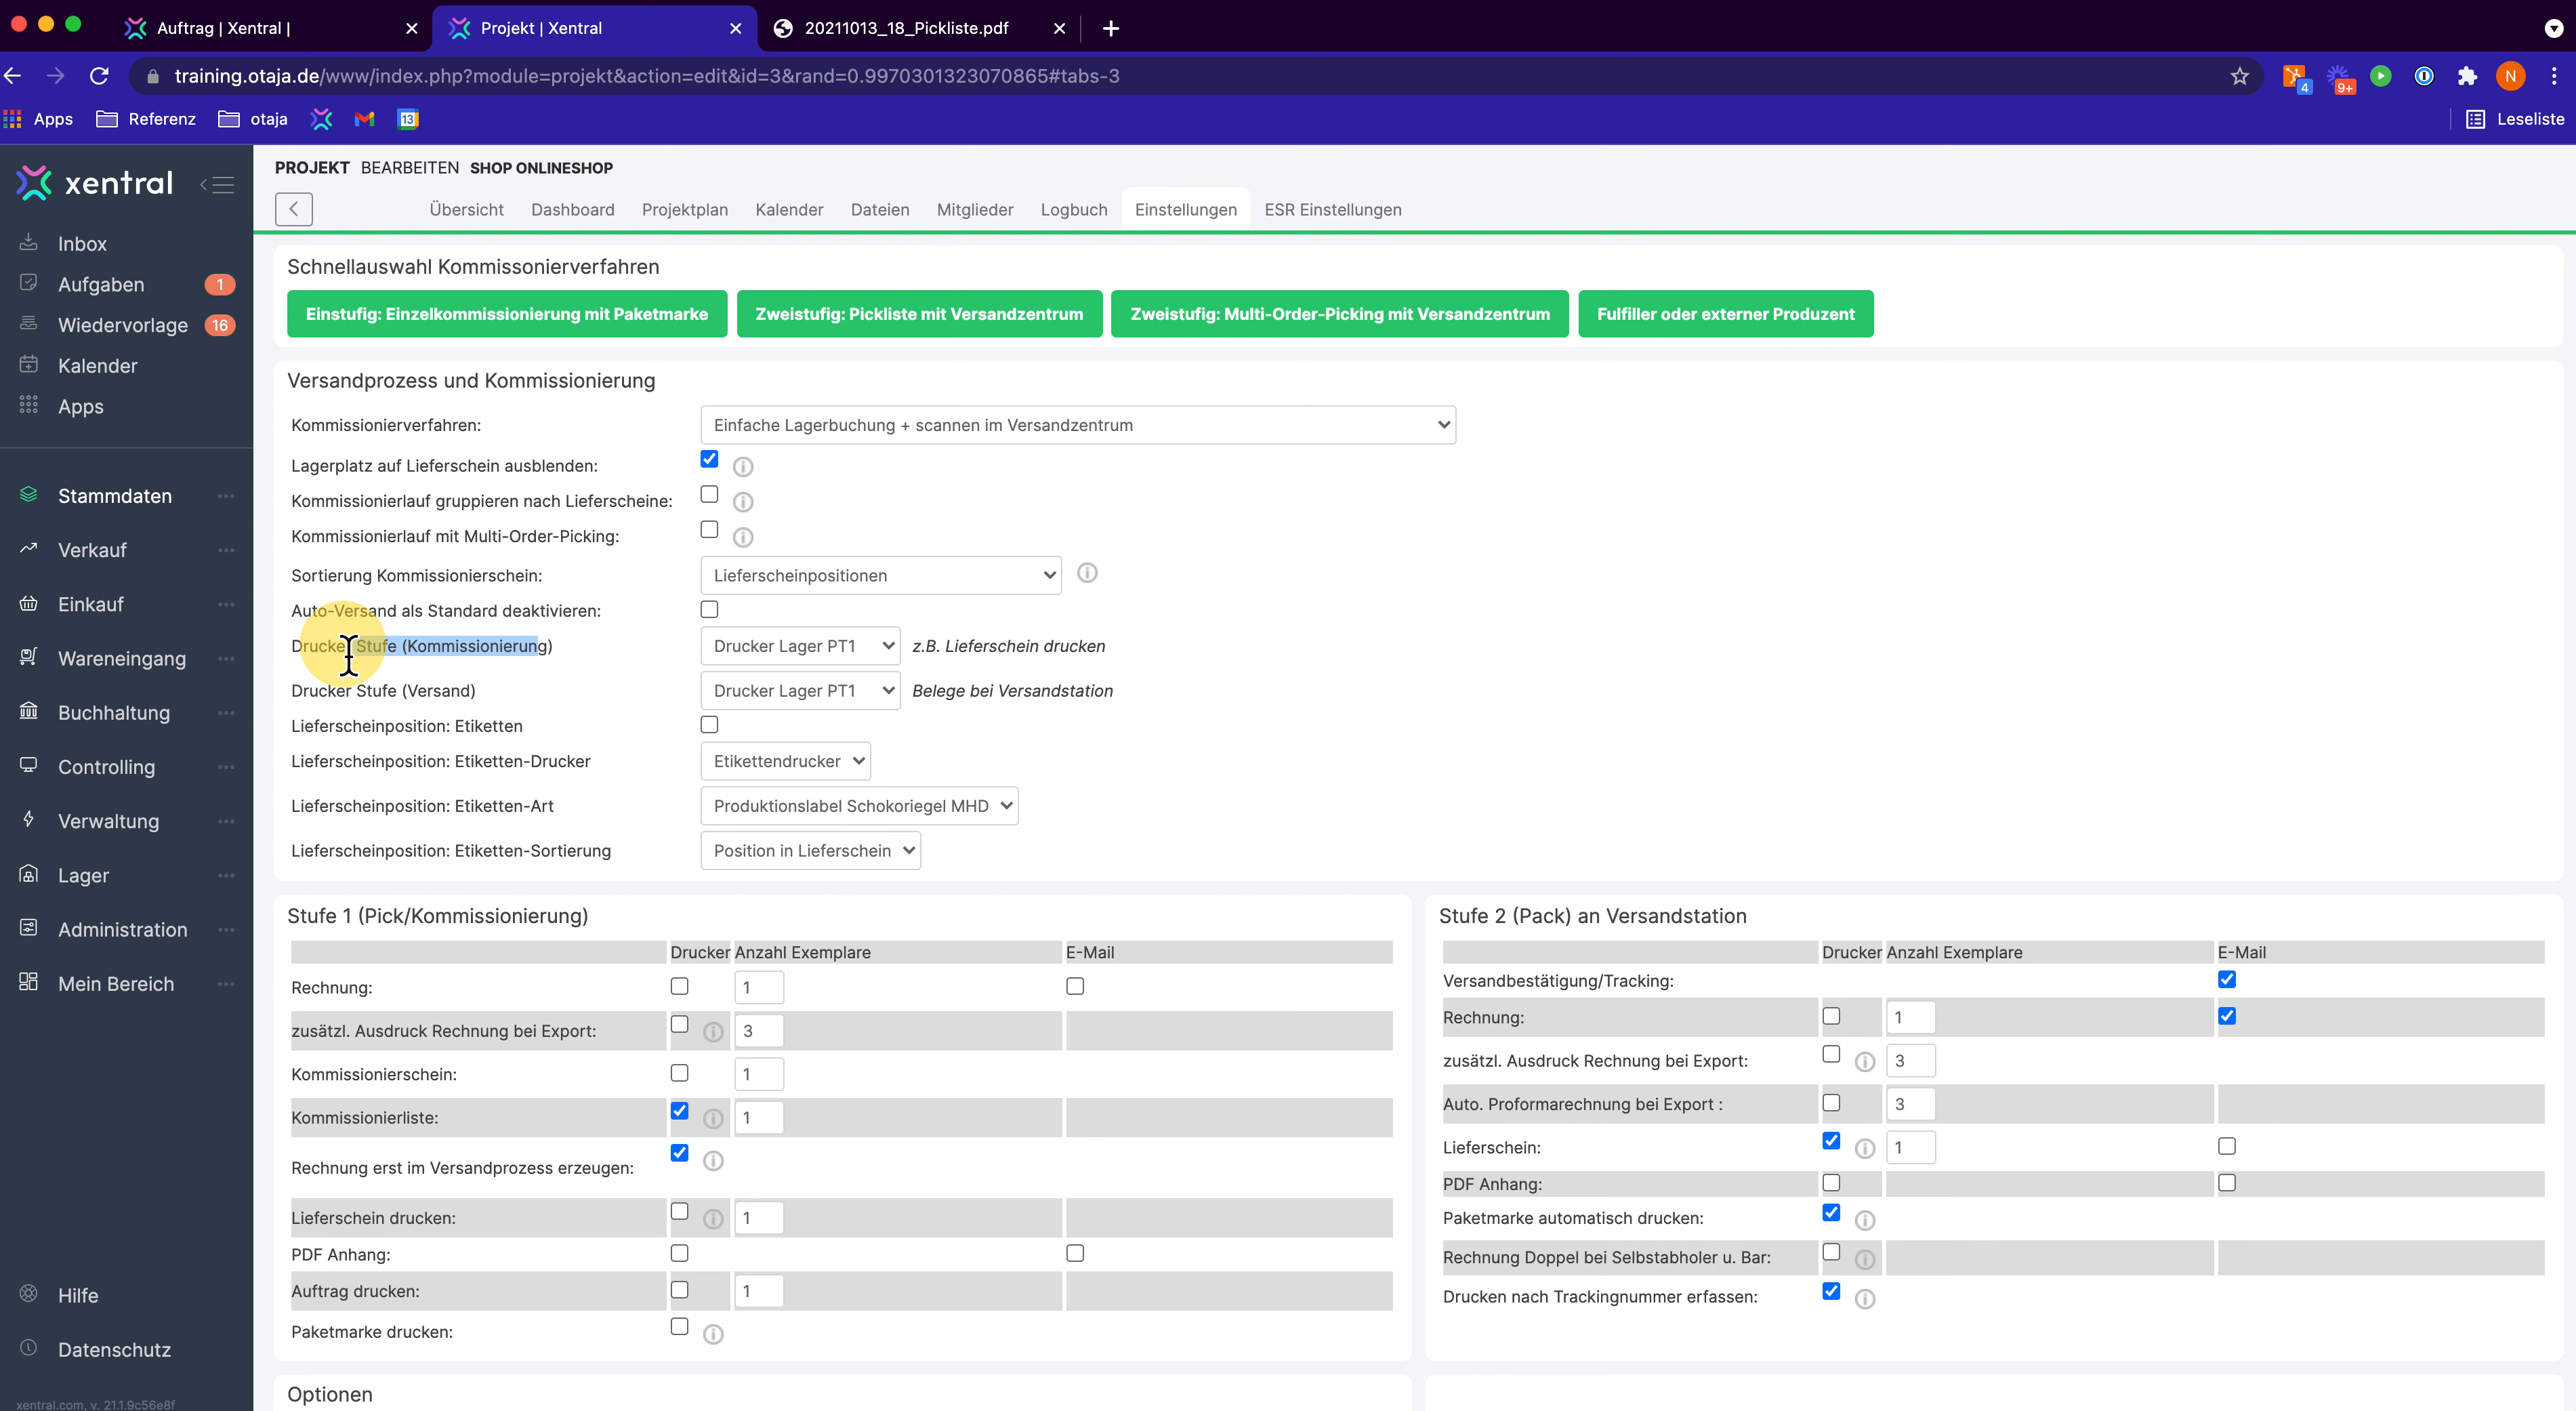 Auftrag | Xentral |
Projekt | Xentral
20211013_18_Pickliste.pdf
training.otaja.de/www/index.php?module=projekt&action=edit&id=3&rand=0.9970301323070865#tabs-3
4
9+
N
Apps
Referenz
otaja
13
Leseliste
xentral
Inbox
Aufgaben 1
Wiedervorlage 16
Kalender
Apps
Stammdaten
Verkauf
Einkauf
Wareneingang
Buchhaltung
Controlling
Verwaltung
Lager
Administration
Mein Bereich
Hilfe
Datenschutz
xentral.com, v. 21.1.9c56e8f
PROJEKT BEARBEITEN SHOP ONLINESHOP
Übersicht Dashboard Projektplan Kalender Dateien Mitglieder Logbuch Einstellungen ESR Einstellungen
Schnellauswahl Kommissonierverfahren
Einstufig: Einzelkommissionierung mit Paketmarke
Zweistufig: Pickliste mit Versandzentrum
Zweistufig: Multi-Order-Picking mit Versandzentrum
Fulfiller oder externer Produzent
Versandprozess und Kommissionierung
Kommissionierverfahren: Einfache Lagerbuchung + scannen im Versandzentrum
Lagerplatz auf Lieferschein ausblenden:
Kommissionierlauf gruppieren nach Lieferscheine:
Kommissionierlauf mit Multi-Order-Picking:
Sortierung Kommissionierschein: Lieferscheinpositionen
Auto-Versand als Standard deaktivieren:
Drucker Stufe (Kommissionierung) Drucker Lager PT1 z.B. Lieferschein drucken
Drucker Stufe (Versand) Drucker Lager PT1 Belege bei Versandstation
Lieferscheinposition: Etiketten
Lieferscheinposition: Etiketten-Drucker Etikettendrucker
Lieferscheinposition: Etiketten-Art Produktionslabel Schokoriegel MHD
Lieferscheinposition: Etiketten-Sortierung Position in Lieferschein
Stufe 1 (Pick/Kommissionierung)
Drucker Anzahl Exemplare E-Mail
Rechnung: 1
zusätzl. Ausdruck Rechnung bei Export: 3
Kommissionierschein: 1
Kommissionierliste: 1
Rechnung erst im Versandprozess erzeugen:
Lieferschein drucken: 1
PDF Anhang:
Auftrag drucken: 1
Paketmarke drucken:
Stufe 2 (Pack) an Versandstation
Drucker Anzahl Exemplare E-Mail
Versandbestätigung/Tracking:
Rechnung: 1
zusätzl. Ausdruck Rechnung bei Export: 3
Auto. Proformarechnung bei Export : 3
Lieferschein: 1
PDF Anhang:
Paketmarke automatisch drucken:
Rechnung Doppel bei Selbstabholer u. Bar:
Drucken nach Trackingnummer erfassen:
Optionen